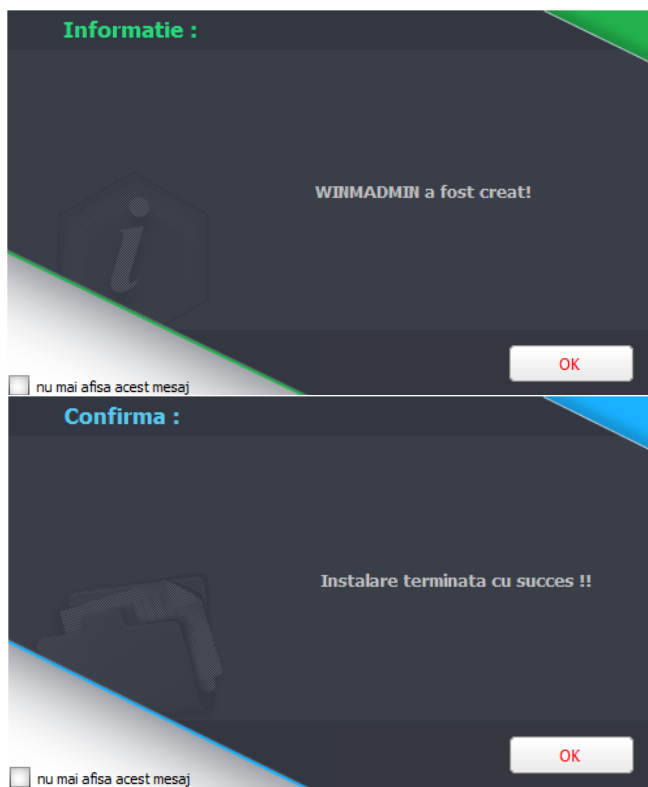 Informatie :
WINMADMIN a fost creat!
OK
nu mai afisa acest mesaj
Confirma :
Instalare terminata cu succes !!
OK
nu mai afisa acest mesaj